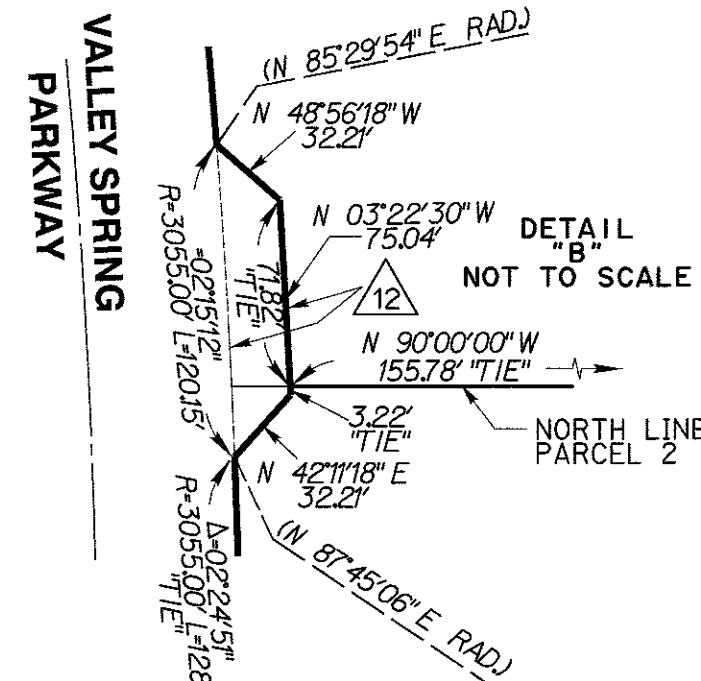 VALLEY SPRING
PARKWAY
(N 85°29'54" E RAD.)
N 48°56'18" W
32.21'
N 03°22'30" W
75.04'
DETAIL
"B"
NOT TO SCALE
12
71.82'
"TIE"
=02°15'12"
R=3055.00' L=120.15'
N 90°00'00" W
155.78' "TIE"
3.22'
"TIE"
NORTH LINE
PARCEL 2
N 42°11'18" E
32.21'
Δ=02°24'51"
R=3055.00' L=128
"TIE"
(N 87°45'06" E RAD.)